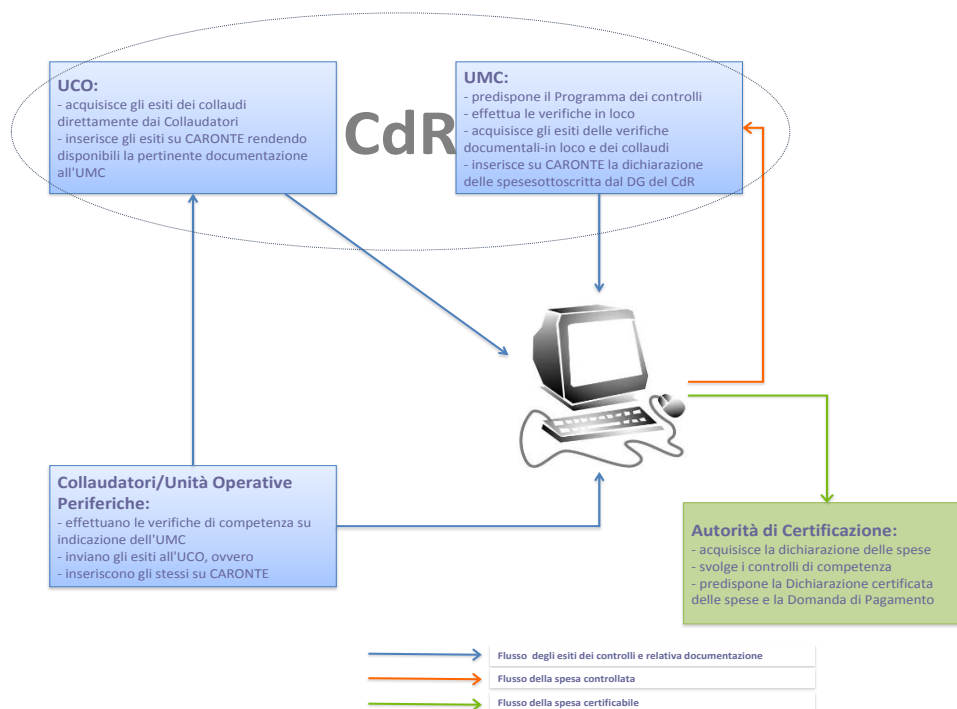 UCO:
- acquisisce gli esiti dei collaudi
direttamente dai Collaudatori
- inserisce gli esiti su CARONTE rendendo
disponibili la pertinente documentazione
all'UMC
CdR
UMC:
- predispone il Programma dei controlli
- effettua le verifiche in loco
- acquisisce gli esiti delle verifiche
documentali-in loco e dei collaudi
- inserisce su CARONTE la dichiarazione
delle spesesottoscritta dal DG del CdR
Collaudatori/Unità Operative
Periferiche:
- effettuano le verifiche di competenza su
indicazione dell'UMC
- inviano gli esiti all'UCO, ovvero
- inseriscono gli stessi su CARONTE
Autorità di Certificazione:
- acquisisce la dichiarazione delle spese
- svolge i controlli di competenza
- predispone la Dichiarazione certificata
delle spese e la Domanda di Pagamento
Flusso degli esiti dei controlli e relativa documentazione
Flusso della spesa controllata
Flusso della spesa certificabile